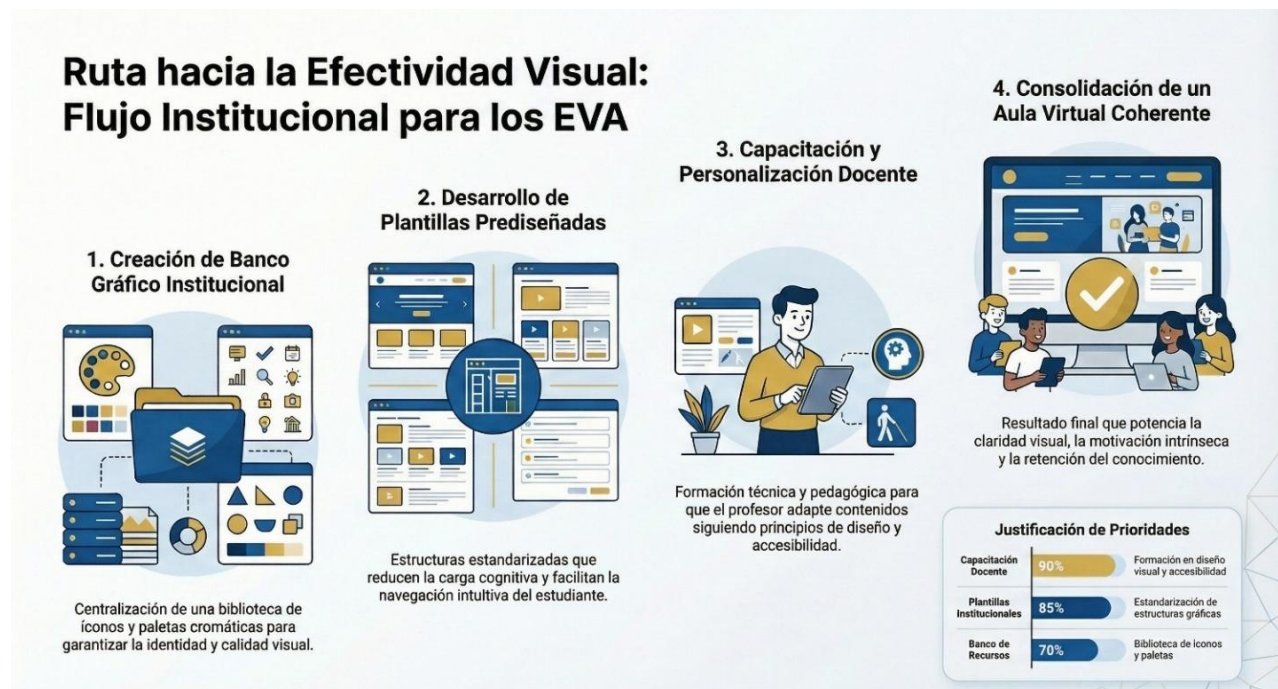 Ruta hacia la Efectividad Visual:
Flujo Institucional para los EVA
1. Creación de Banco
Gráfico Institucional
Centralización de una biblioteca de
íconos y paletas cromáticas para
garantizar la identidad y calidad visual.
2. Desarrollo de
Plantillas Prediseñadas
Estructuras estandarizadas que
reducen la carga cognitiva y facilitan la
navegación intuitiva del estudiante.
3. Capacitación y
Personalización Docente
Formación técnica y pedagógica para
que el profesor adapte contenidos
siguiendo principios de diseño y
accesibilidad.
4. Consolidación de un
Aula Virtual Coherente
Resultado final que potencia la
claridad visual, la motivación intrínseca
y la retención del conocimiento.
Justificación de Prioridades
Capacitación
Docente
90%
Formación en diseño
visual y accesibilidad
Plantillas
Institucionales
85%
Estandarización de
estructuras gráficas
Banco de
Recursos
70%
Biblioteca de iconos
y paletas